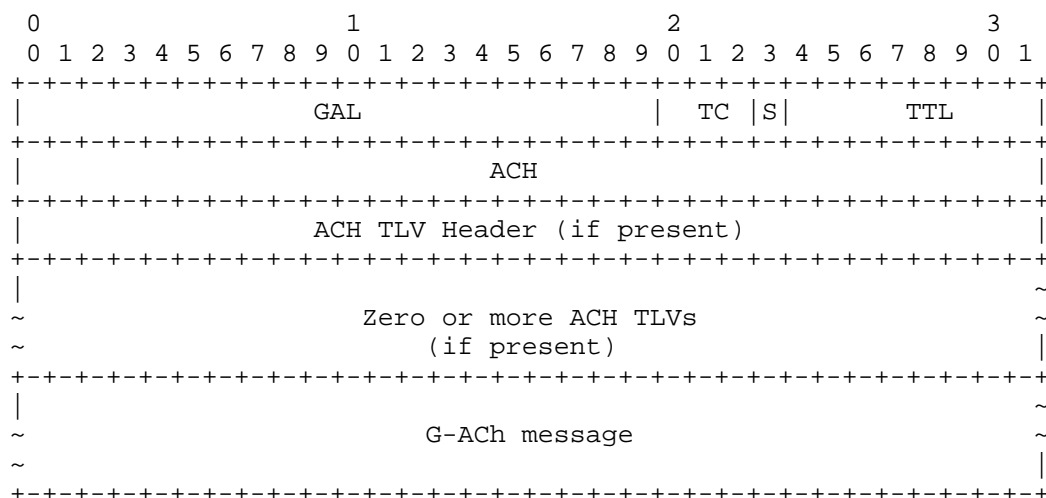 0                   1                   2                   3
 0 1 2 3 4 5 6 7 8 9 0 1 2 3 4 5 6 7 8 9 0 1 2 3 4 5 6 7 8 9 0 1
+-+-+-+-+-+-+-+-+-+-+-+-+-+-+-+-+-+-+-+-+-+-+-+-+-+-+-+-+-+-+-+-+
|                  GAL                  |  TC |S|       TTL     |
+-+-+-+-+-+-+-+-+-+-+-+-+-+-+-+-+-+-+-+-+-+-+-+-+-+-+-+-+-+-+-+-+
|                              ACH                              |
+-+-+-+-+-+-+-+-+-+-+-+-+-+-+-+-+-+-+-+-+-+-+-+-+-+-+-+-+-+-+-+-+
|                  ACH TLV Header (if present)                  |
+-+-+-+-+-+-+-+-+-+-+-+-+-+-+-+-+-+-+-+-+-+-+-+-+-+-+-+-+-+-+-+-+
|                                                               ~
~                     Zero or more ACH TLVs                     ~
~                         (if present)                          |
+-+-+-+-+-+-+-+-+-+-+-+-+-+-+-+-+-+-+-+-+-+-+-+-+-+-+-+-+-+-+-+-+
|                                                               ~
~                         G-ACh message                         ~
~                                                               |
+-+-+-+-+-+-+-+-+-+-+-+-+-+-+-+-+-+-+-+-+-+-+-+-+-+-+-+-+-+-+-+-+